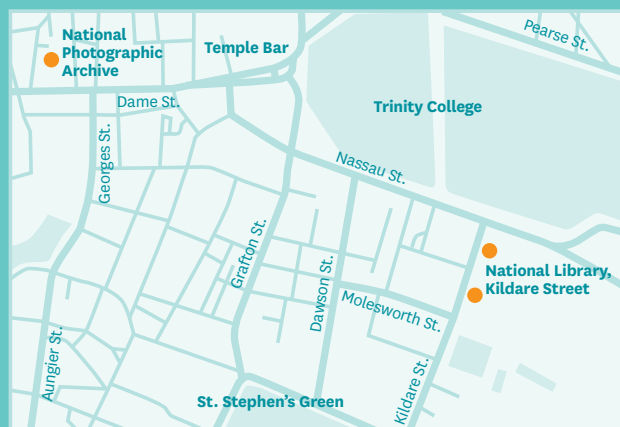 National
Photographic
Archive
Temple Bar
Pearse St.
Dame St.
Trinity College
Georges St.
Nassau St.
Grafton St.
Dawson St.
National Library,
Kildare Street
Molesworth St.
Aungier St.
Kildare St.
St. Stephen's Green